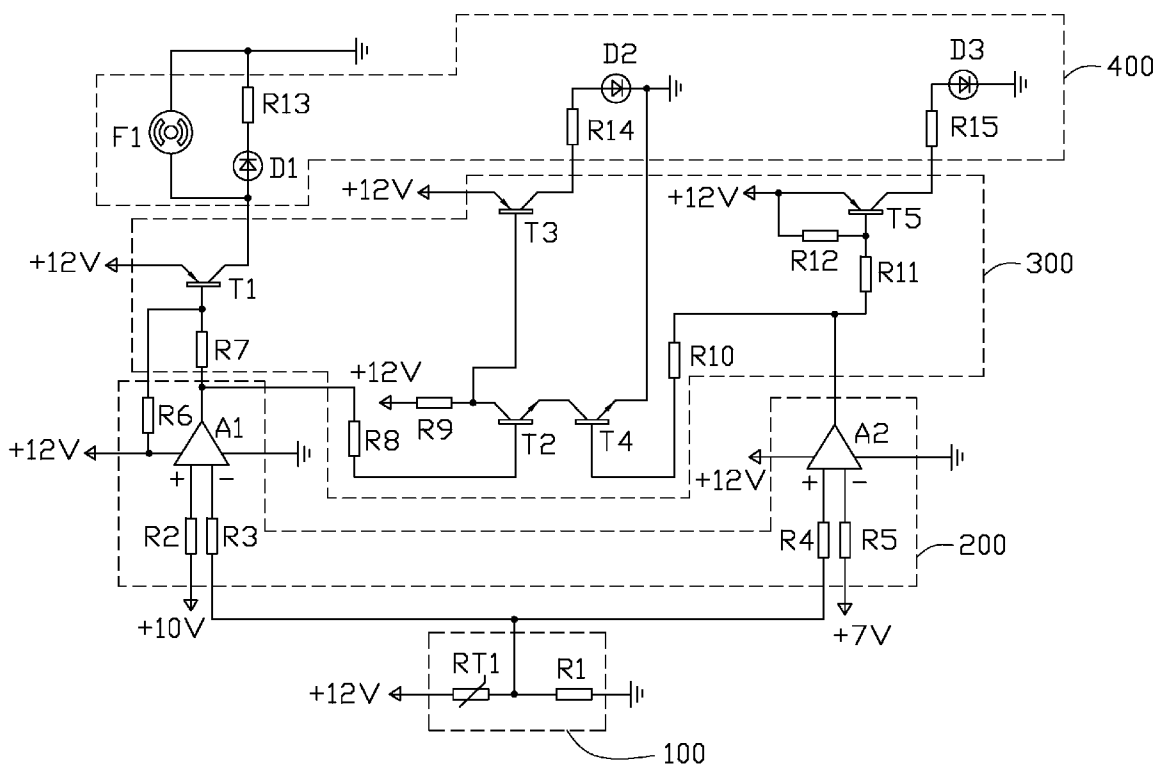 D2
D3
400
R13
F1
R14
R15
D1
+12V
+12V
T3
T5
+12V
R12
R11
300
T1
R7
R10
+12V
R6
A1
R9
T2
T4
R8
A2
+12V
+12V
+
-
+
-
R2
R3
R4
R5
200
+10V
+7V
RT1
R1
+12V
100